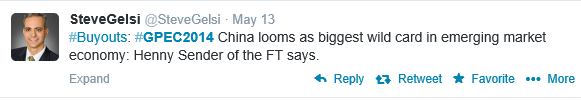 SteveGelsi @SteveGelsi · May 13
#Buyouts: #GPEC2014 China looms as biggest wild card in emerging market
economy: Henny Sender of the FT says.
Expand Reply Retweet Favorite More